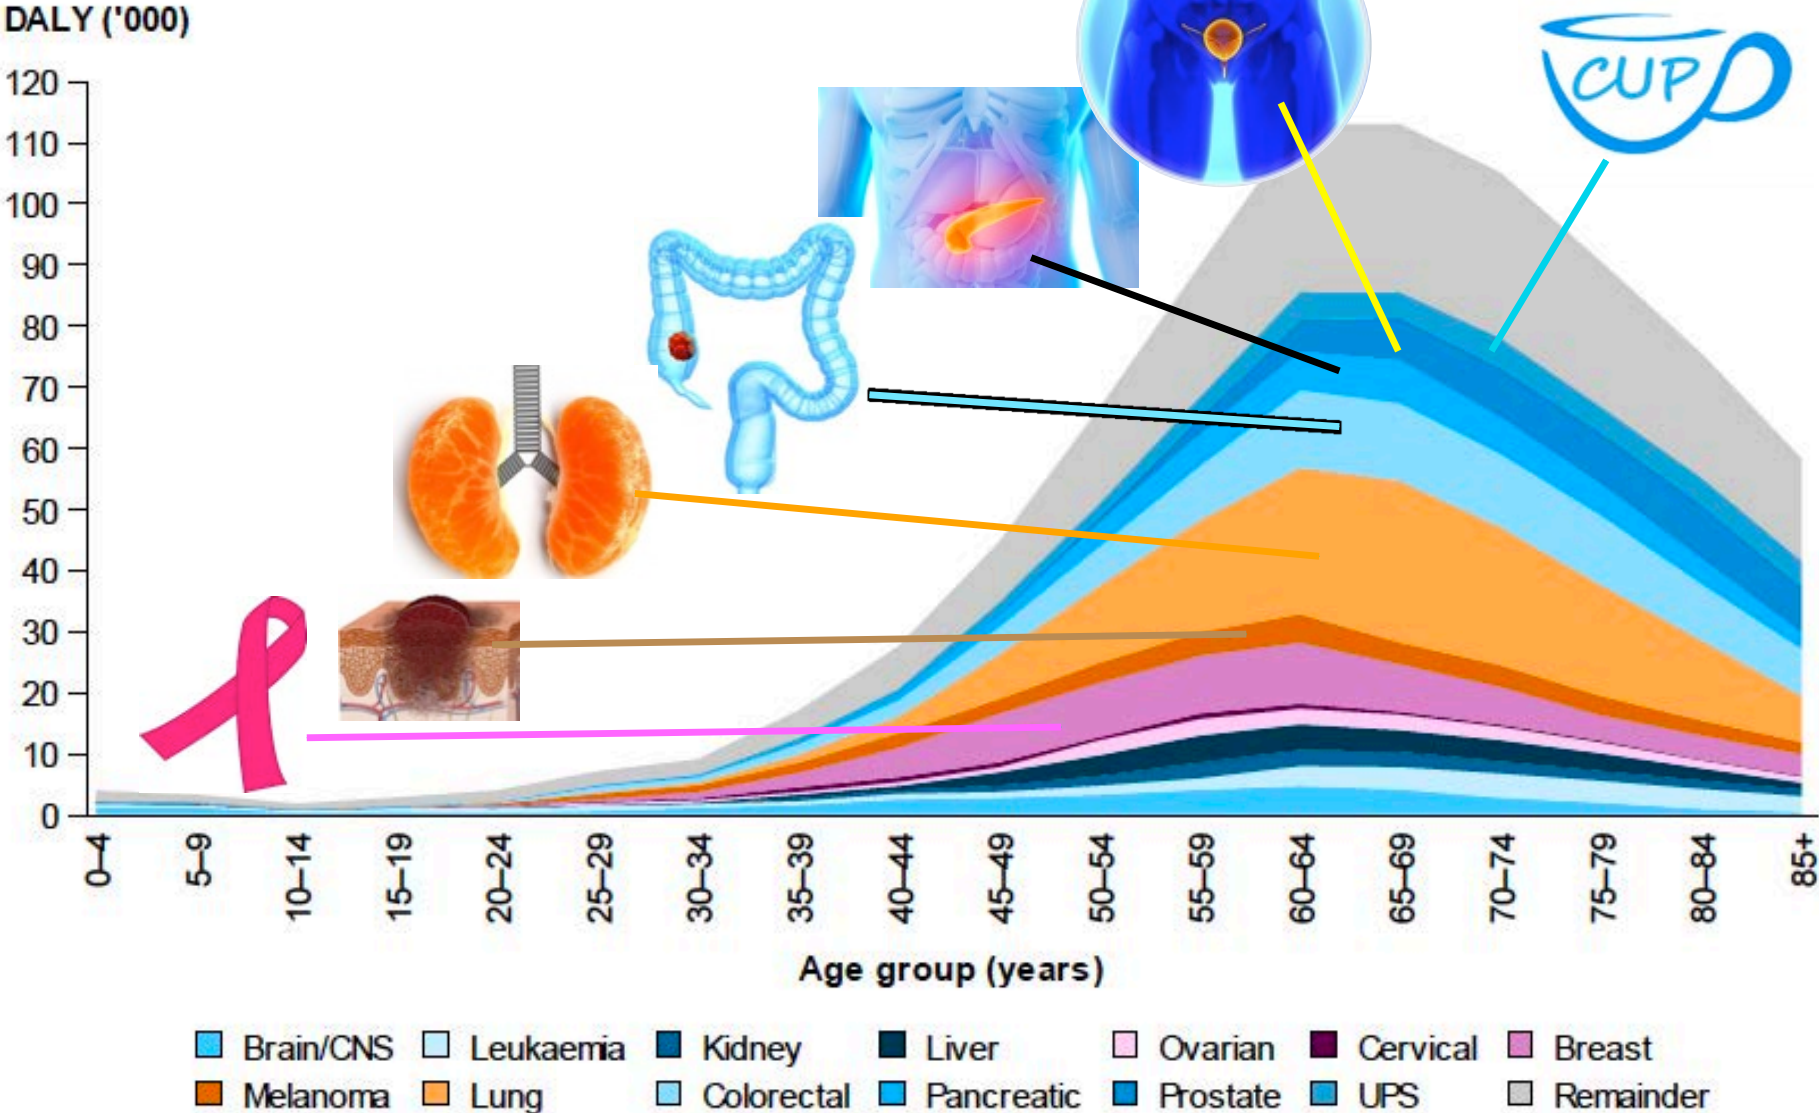 DALY ('000)
CUP
120
110
100
90
80
70
60
50
40
30
20
10
0
0–4 5–9 10–14 15–19 20–24 25–29 30–34 35–39 40–44 45–49 50–54 55–59 60–64 65–69 70–74 75–79 80–84 85+
Age group (years)
Brain/CNS Leukaemia Kidney Liver Ovarian Cervical Breast
Melanoma Lung Colorectal Pancreatic Prostate UPS Remainder